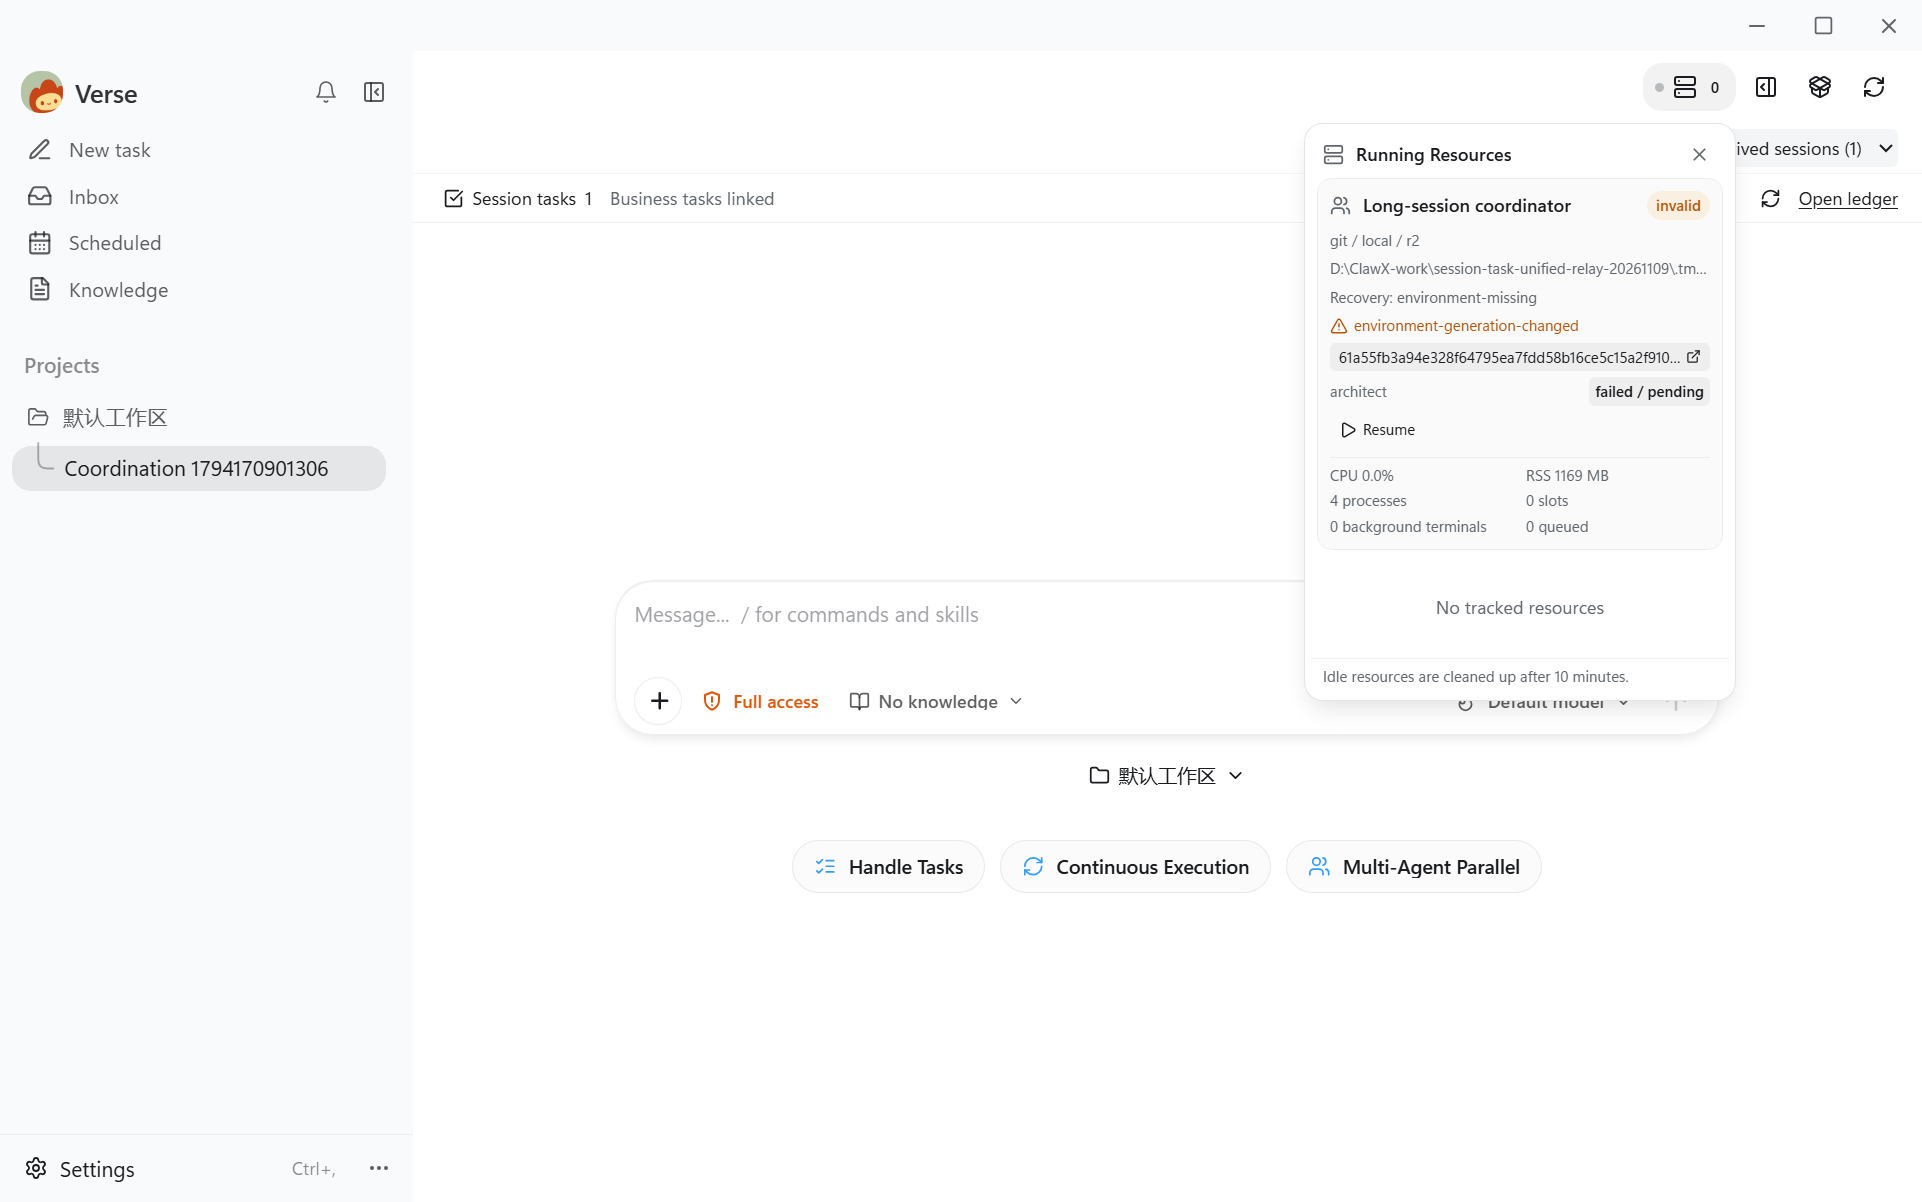 Verse
New task
Inbox
Scheduled
Knowledge
Projects
默认工作区
Coordination 1794170901306
Settings
Ctrl+,
0
ived sessions (1)
Session tasks 1
Business tasks linked
Open ledger
Running Resources
Long-session coordinator
invalid
git / local / r2
D:\ClawX-work\session-task-unified-relay-20261109\.tm...
Recovery: environment-missing
environment-generation-changed
61a55fb3a94e328f64795ea7fdd58b16ce5c15a2f910...
architect
failed / pending
Resume
CPU 0.0%
RSS 1169 MB
4 processes
0 slots
0 background terminals
0 queued
No tracked resources
Idle resources are cleaned up after 10 minutes.
Message... / for commands and skills
Full access
No knowledge
Default model
默认工作区
Handle Tasks
Continuous Execution
Multi-Agent Parallel